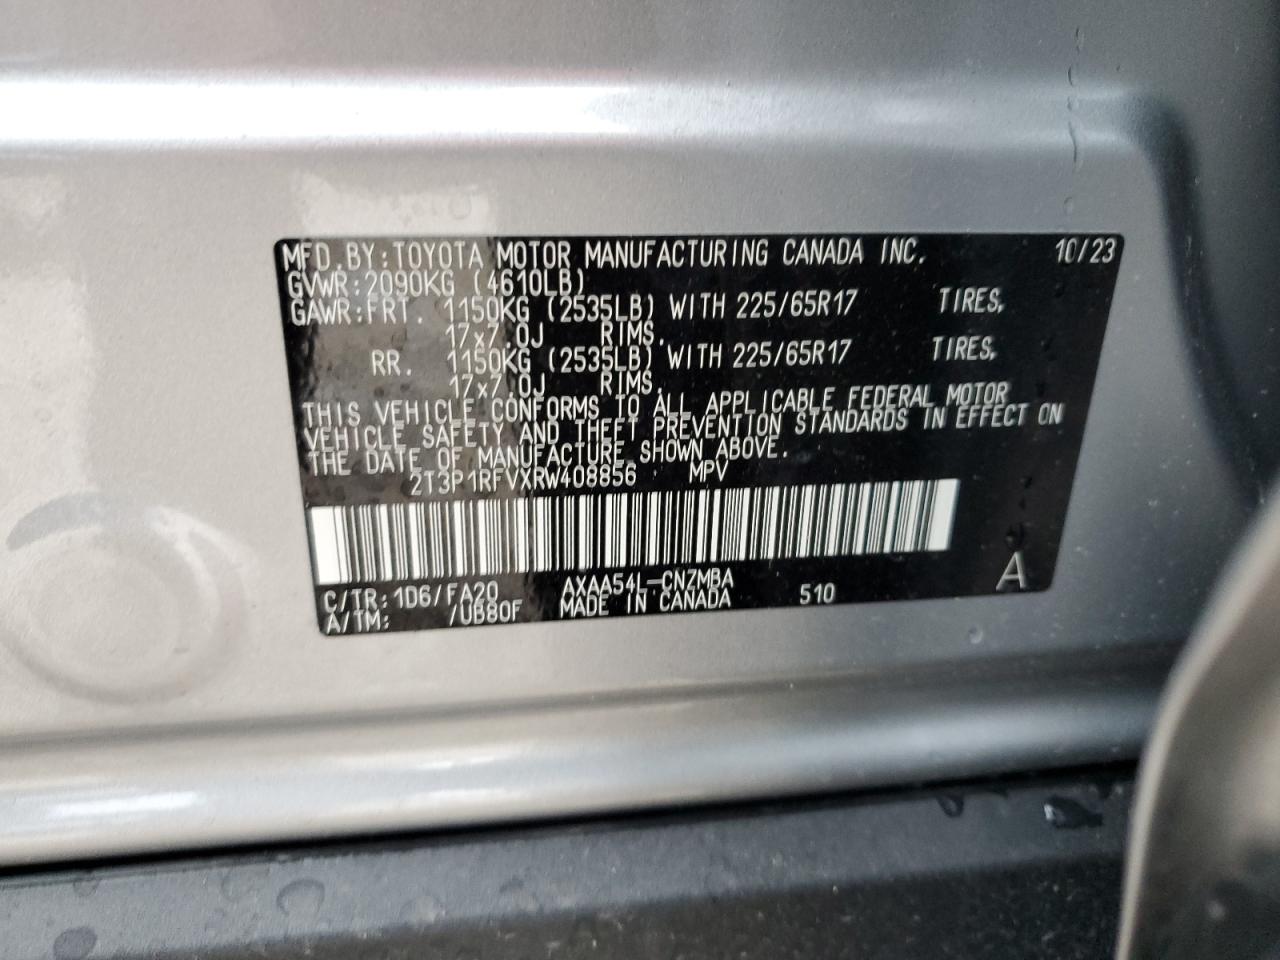 MFD.BY:TOYOTA MOTOR MANUFACTURING CANADA INC. 10/23
GVWR:2090KG (4610LB)
GAWR:FRT. 1150KG (2535LB) WITH 225/65R17 TIRES,
17x7.0J RIMS.
RR. 1150KG (2535LB) WITH 225/65R17 TIRES,
17x7.0J RIMS.
THIS VEHICLE CONFORMS TO ALL APPLICABLE FEDERAL MOTOR
VEHICLE SAFETY AND THEFT PREVENTION STANDARDS IN EFFECT ON
THE DATE OF MANUFACTURE SHOWN ABOVE.
2T3P1RFVXRW408856 MPV
A
C/TR:1D6/FA20 AXAA54L-CNZMBA 510
A/TM: /UB80F MADE IN CANADA